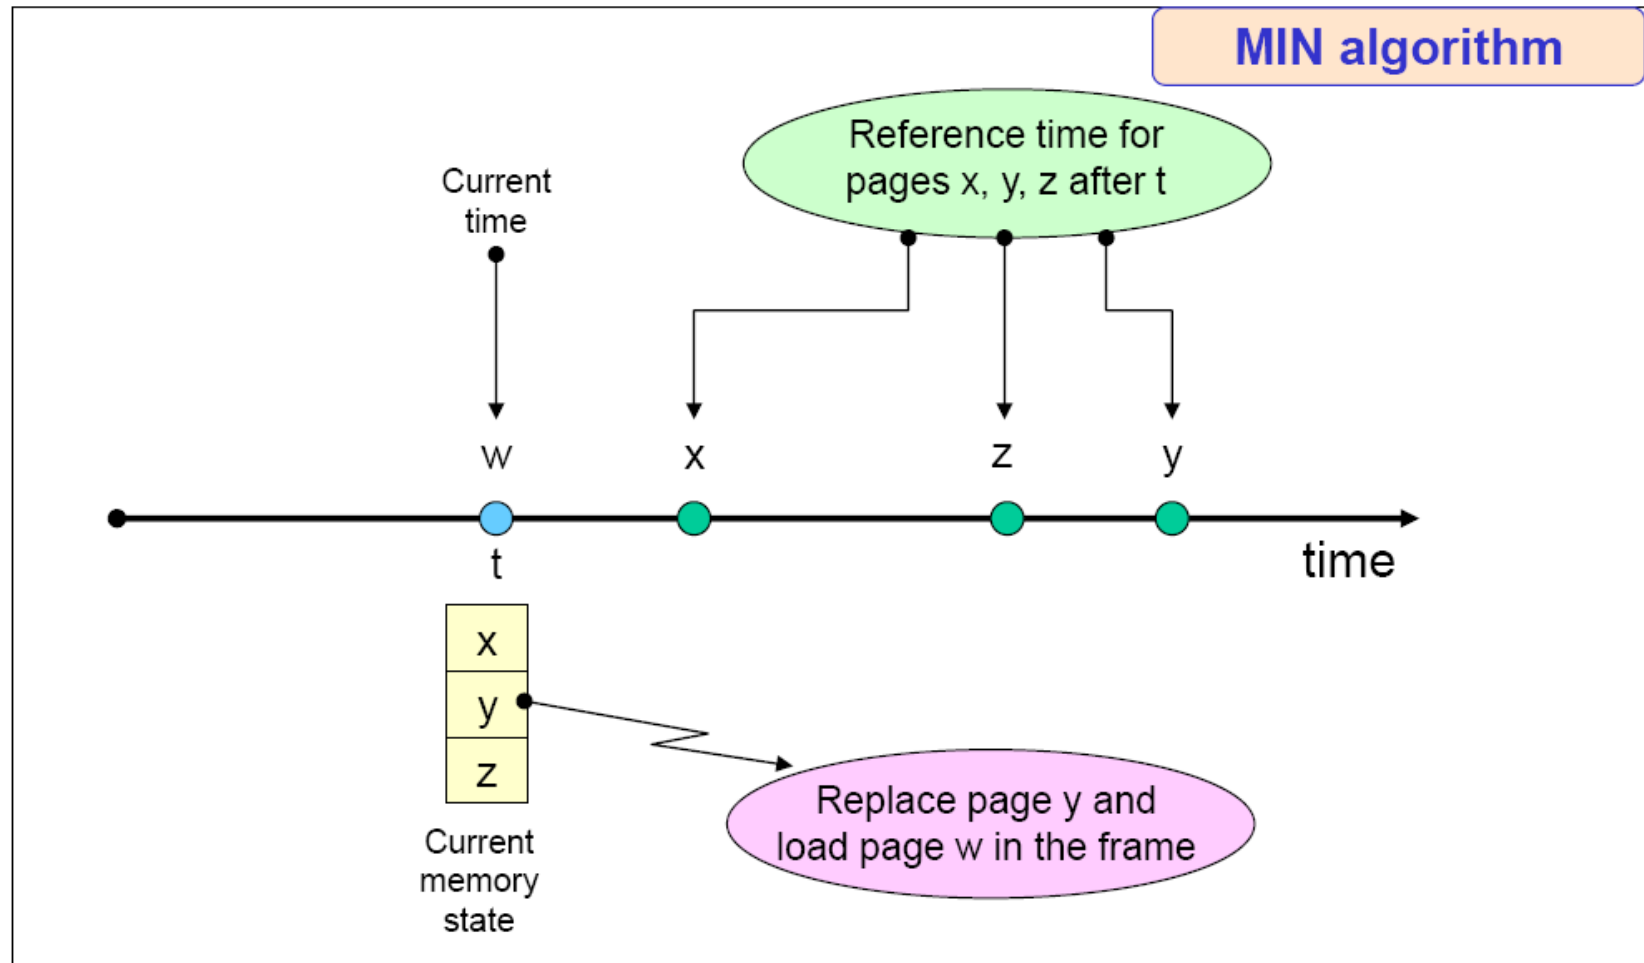 MIN algorithm
Reference time for
pages x, y, z after t
Current
time
w
x
z
y
t
time
x
y
z
Current
memory
state
Replace page y and
load page w in the frame